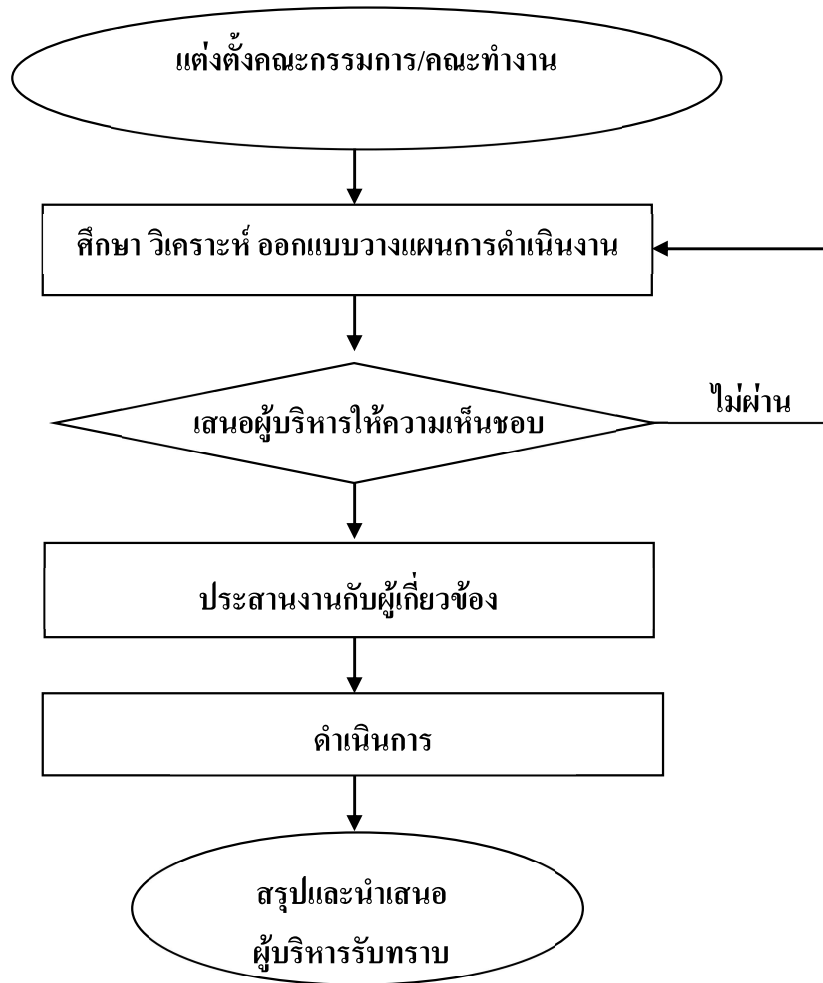 แต่งตั้งคณะกรรมการ/คณะทำงาน
ศึกษา วิเคราะห์ ออกแบบวางแผนการดำเนินงาน
ไม่ผ่าน
เสนอผู้บริหารให้ความเห็นชอบ
ประสานงานกับผู้เกี่ยวข้อง
ดำเนินการ
สรุปและนำเสนอ
ผู้บริหารรับทราบ